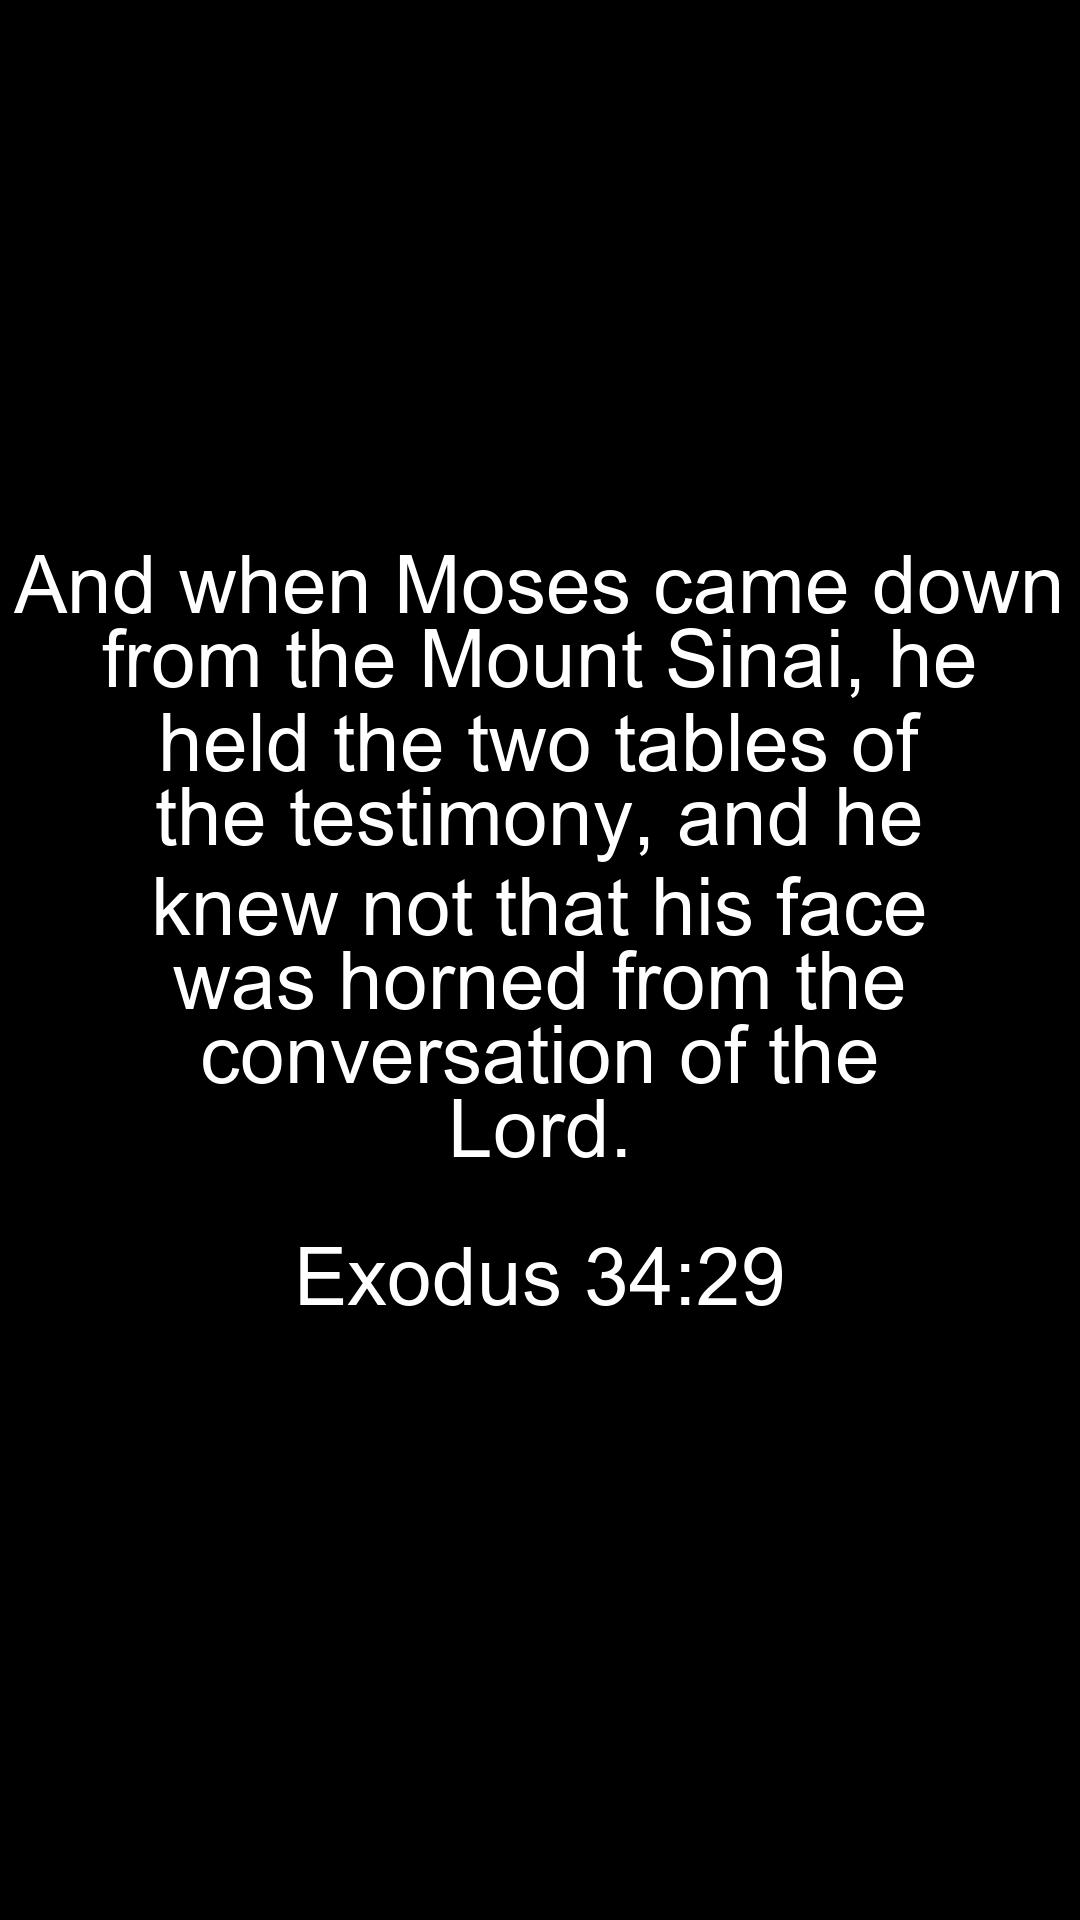 And when Moses came down
from the Mount Sinai, he
held the two tables of
the testimony, and he
knew not that his face
was horned from the
conversation of the
Lord.
Exodus 34:29